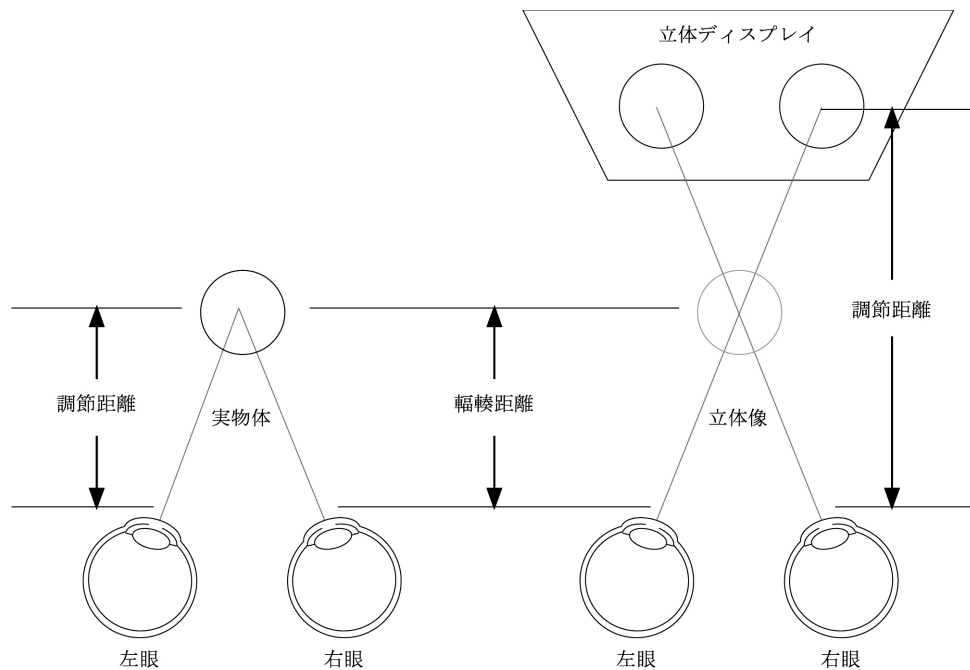 立体ディスプレイ
調節距離
調節距離
実物体
輻輳距離
立体像
左眼
右眼
左眼
右眼